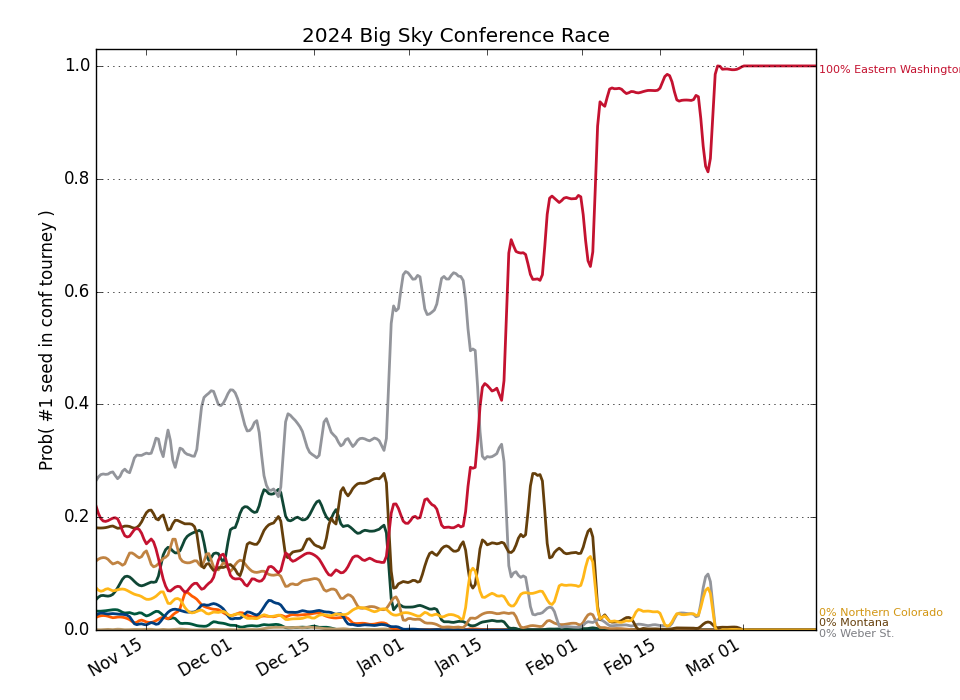 2024 Big Sky Conference Race
Prob( #1 seed in conf tourney )
1.0
0.8
0.6
0.4
0.2
0.0
Nov 15
Dec 01
Dec 15
Jan 01
Jan 15
Feb 01
Feb 15
Mar 01
100% Eastern Washington
0% Northern Colorado
0% Montana
0% Weber St.